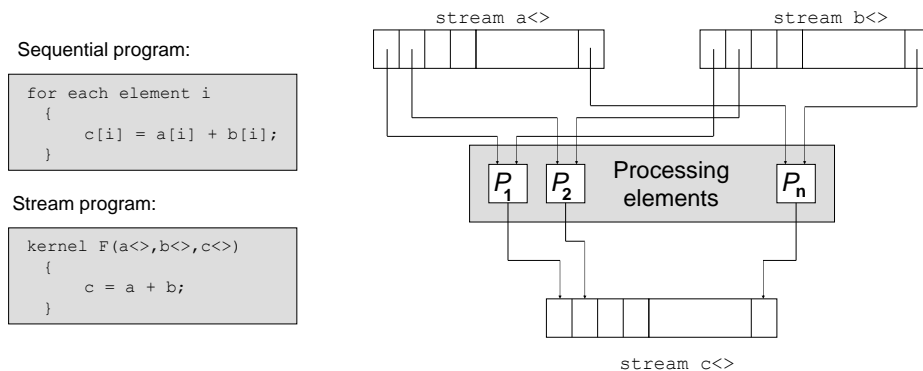 Sequential program:
for each element i
{
c[i] = a[i] + b[i];
}
Stream program:
kernel F(a<>,b<>,c<>)
{
c = a + b;
}
stream a<>
stream b<>
Processing
elements
P1
P2
Pn
stream c<>